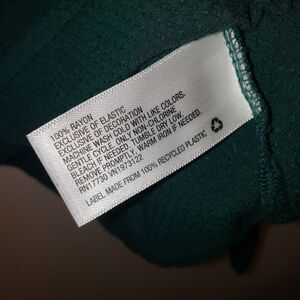 100% RAYON
EXCLUSIVE OF ELASTIC
EXCLUSIVE OF DECORATION
MACHINE WASH COLD WITH LIKE COLORS.
GENTLE CYCLE. ONLY NON-CHLORINE
BLEACH IF NEEDED. TUMBLE DRY LOW.
REMOVE PROMPTLY. WARM IRON IF NEEDED.
RN17730 VN1973122
LABEL MADE FROM 100% RECYCLED PLASTIC